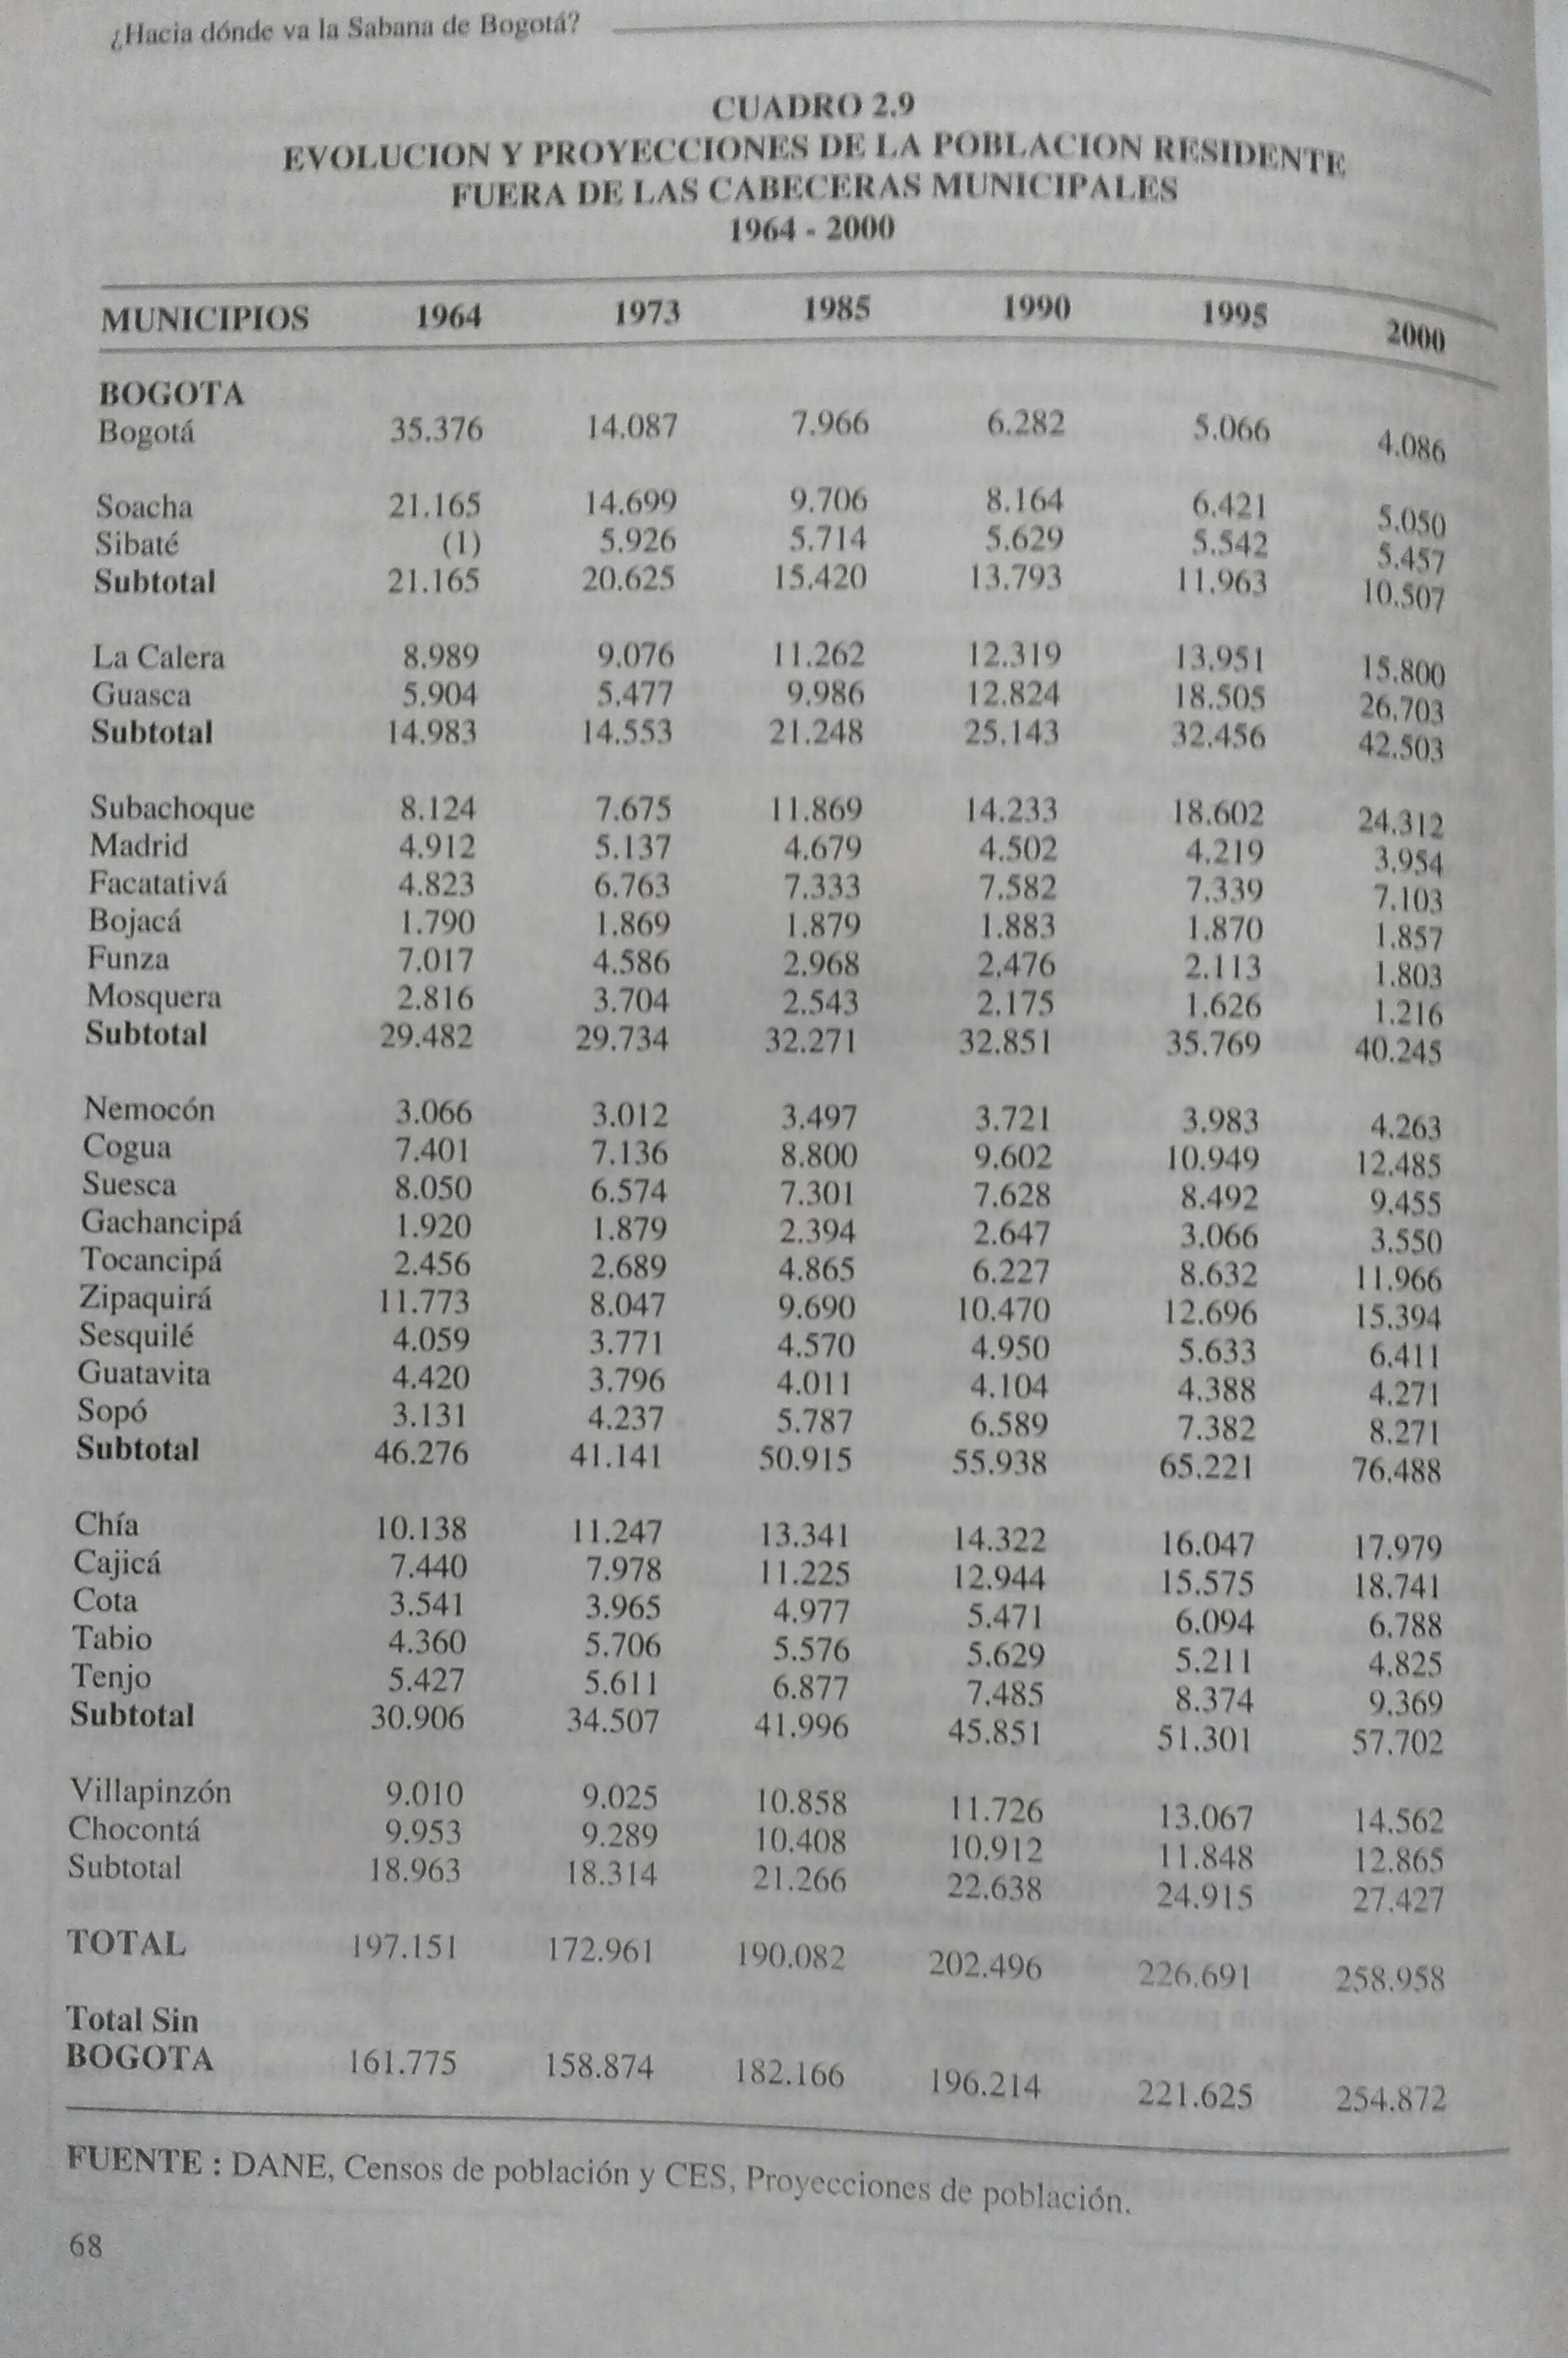 ¿Hacia dónde va la Sabana de Bogotá?
CUADRO 2.9
EVOLUCION Y PROYECCIONES DE LA POBLACION RESIDENTE
FUERA DE LAS CABECERAS MUNICIPALES
1964 - 2000
MUNICIPIOS 1964 1973 1985 1990 1995 2000
BOGOTA
Bogotá 35.376 14.087 7.966 6.282 5.066 4.086
Soacha 21.165 14.699 9.706 8.164 6.421 5.050
Sibaté (1) 5.926 5.714 5.629 5.542 5.457
Subtotal 21.165 20.625 15.420 13.793 11.963 10.507
La Calera 8.989 9.076 11.262 12.319 13.951 15.800
Guasca 5.904 5.477 9.986 12.824 18.505 26.703
Subtotal 14.983 14.553 21.248 25.143 32.456 42.503
Subachoque 8.124 7.675 11.869 14.233 18.602 24.312
Madrid 4.912 5.137 4.679 4.502 4.219 3.954
Facatativá 4.823 6.763 7.333 7.582 7.339 7.103
Bojacá 1.790 1.869 1.879 1.883 1.870 1.857
Funza 7.017 4.586 2.968 2.476 2.113 1.803
Mosquera 2.816 3.704 2.543 2.175 1.626 1.216
Subtotal 29.482 29.734 32.271 32.851 35.769 40.245
Nemocón 3.066 3.012 3.497 3.721 3.983 4.263
Cogua 7.401 7.136 8.800 9.602 10.949 12.485
Suesca 8.050 6.574 7.301 7.628 8.492 9.455
Gachancipá 1.920 1.879 2.394 2.647 3.066 3.550
Tocancipá 2.456 2.689 4.865 6.227 8.632 11.966
Zipaquirá 11.773 8.047 9.690 10.470 12.696 15.394
Sesquilé 4.059 3.771 4.570 4.950 5.633 6.411
Guatavita 4.420 3.796 4.011 4.104 4.388 4.271
Sopó 3.131 4.237 5.787 6.589 7.382 8.271
Subtotal 46.276 41.141 50.915 55.938 65.221 76.488
Chía 10.138 11.247 13.341 14.322 16.047 17.979
Cajicá 7.440 7.978 11.225 12.944 15.575 18.741
Cota 3.541 3.965 4.977 5.471 6.094 6.788
Tabio 4.360 5.706 5.576 5.629 5.211 4.825
Tenjo 5.427 5.611 6.877 7.485 8.374 9.369
Subtotal 30.906 34.507 41.996 45.851 51.301 57.702
Villapinzón 9.010 9.025 10.858 11.726 13.067 14.562
Chocontá 9.953 9.289 10.408 10.912 11.848 12.865
Subtotal 18.963 18.314 21.266 22.638 24.915 27.427
TOTAL 197.151 172.961 190.082 202.496 226.691 258.958
Total Sin
BOGOTA 161.775 158.874 182.166 196.214 221.625 254.872
FUENTE : DANE, Censos de población y CES, Proyecciones de población.
68